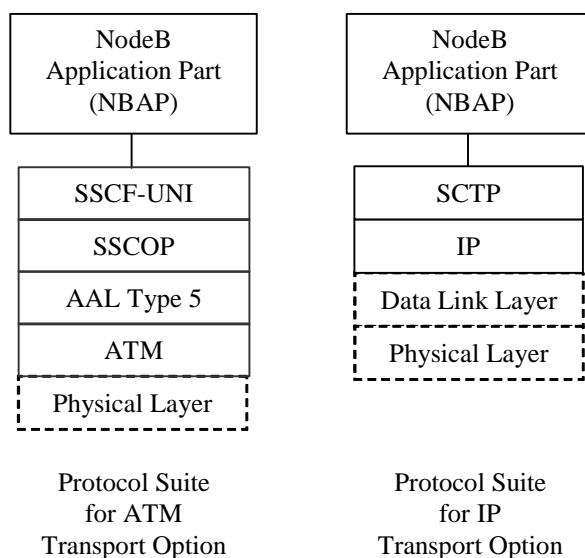 NodeB
Application Part
(NBAP)
SSCF-UNI
SSCOP
AAL Type 5
ATM
Physical Layer
Protocol Suite
for ATM
Transport Option
NodeB
Application Part
(NBAP)
SCTP
IP
Data Link Layer
Physical Layer
Protocol Suite
for IP
Transport Option